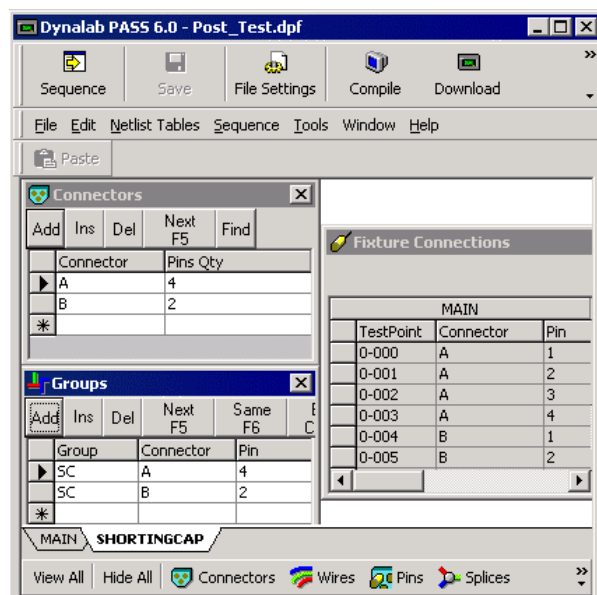 Dynalab PASS 6.0 - Post_Test.dpf
Sequence Save File Settings Compile Download
File Edit Netlist Tables Sequence Tools Window Help
Paste
Connectors
Add Ins Del Next F5 Find
Connector Pins Qty
A 4
B 2
Groups
Add Ins Del Next F5 Same F6
Group Connector Pin
SC A 4
SC B 2
Fixture Connections
MAIN
TestPoint Connector Pin
0-000 A 1
0-001 A 2
0-002 A 3
0-003 A 4
0-004 B 1
0-005 B 2
MAIN SHORTINGCAP
View All Hide All Connectors Wires Pins Splices